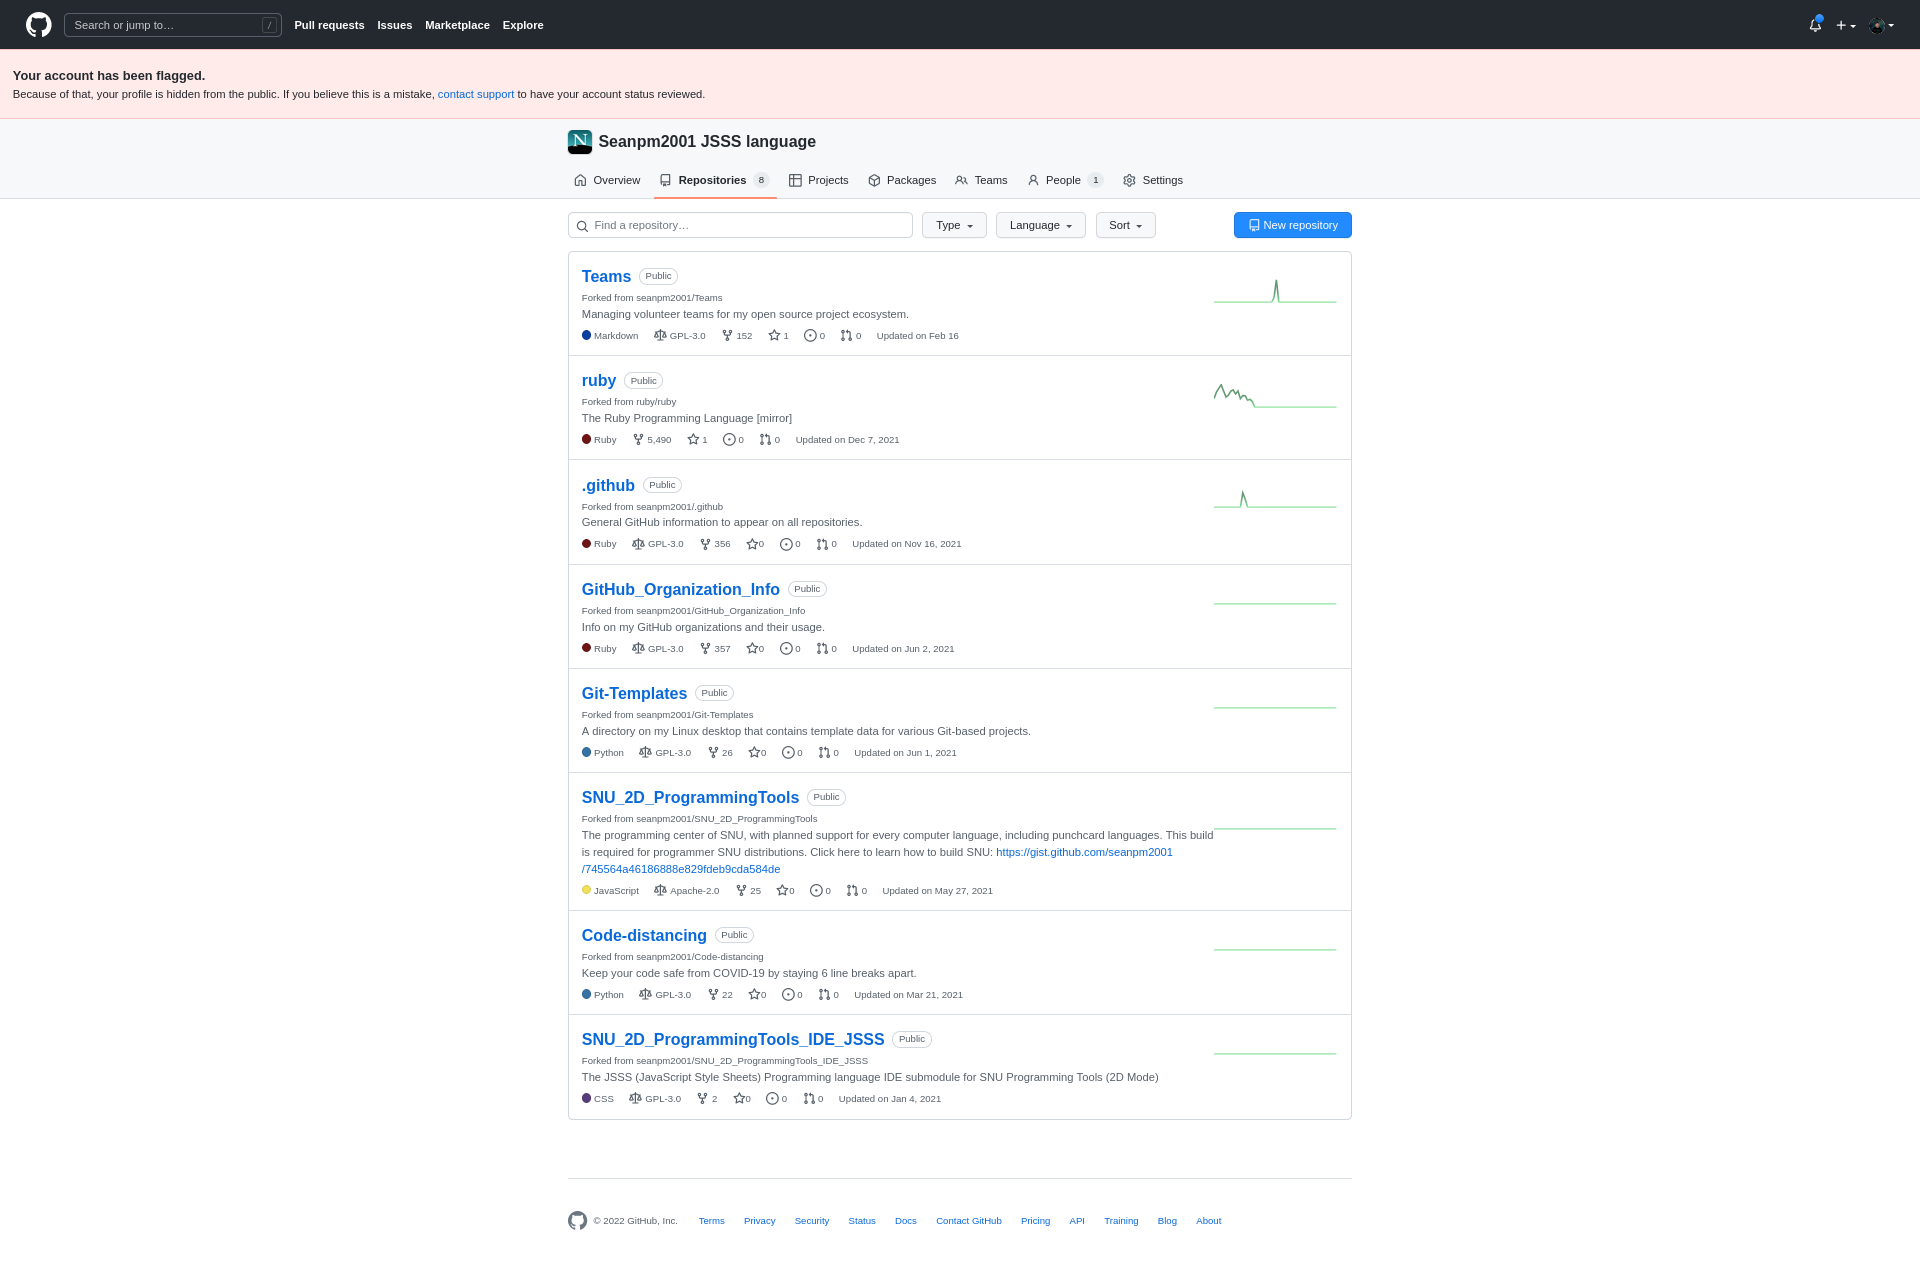 Search or jump to… /
Pull requests Issues Marketplace Explore
Your account has been flagged.
Because of that, your profile is hidden from the public. If you believe this is a mistake, contact support to have your account status reviewed.
N
Seanpm2001 JSSS language
Overview Repositories 8 Projects Packages Teams People 1 Settings
Find a repository… Type Language Sort New repository
Teams Public
Forked from seanpm2001/Teams
Managing volunteer teams for my open source project ecosystem.
Markdown GPL-3.0 152 1 0 0 Updated on Feb 16
ruby Public
Forked from ruby/ruby
The Ruby Programming Language [mirror]
Ruby 5,490 1 0 0 Updated on Dec 7, 2021
.github Public
Forked from seanpm2001/.github
General GitHub information to appear on all repositories.
Ruby GPL-3.0 356 0 0 0 Updated on Nov 16, 2021
GitHub_Organization_Info Public
Forked from seanpm2001/GitHub_Organization_Info
Info on my GitHub organizations and their usage.
Ruby GPL-3.0 357 0 0 0 Updated on Jun 2, 2021
Git-Templates Public
Forked from seanpm2001/Git-Templates
A directory on my Linux desktop that contains template data for various Git-based projects.
Python GPL-3.0 26 0 0 0 Updated on Jun 1, 2021
SNU_2D_ProgrammingTools Public
Forked from seanpm2001/SNU_2D_ProgrammingTools
The programming center of SNU, with planned support for every computer language, including punchcard languages. This build
is required for programmer SNU distributions. Click here to learn how to build SNU: https://gist.github.com/seanpm2001
/745564a46186888e829fdeb9cda584de
JavaScript Apache-2.0 25 0 0 0 Updated on May 27, 2021
Code-distancing Public
Forked from seanpm2001/Code-distancing
Keep your code safe from COVID-19 by staying 6 line breaks apart.
Python GPL-3.0 22 0 0 0 Updated on Mar 21, 2021
SNU_2D_ProgrammingTools_IDE_JSSS Public
Forked from seanpm2001/SNU_2D_ProgrammingTools_IDE_JSSS
The JSSS (JavaScript Style Sheets) Programming language IDE submodule for SNU Programming Tools (2D Mode)
CSS GPL-3.0 2 0 0 0 Updated on Jan 4, 2021
© 2022 GitHub, Inc. Terms Privacy Security Status Docs Contact GitHub Pricing API Training Blog About